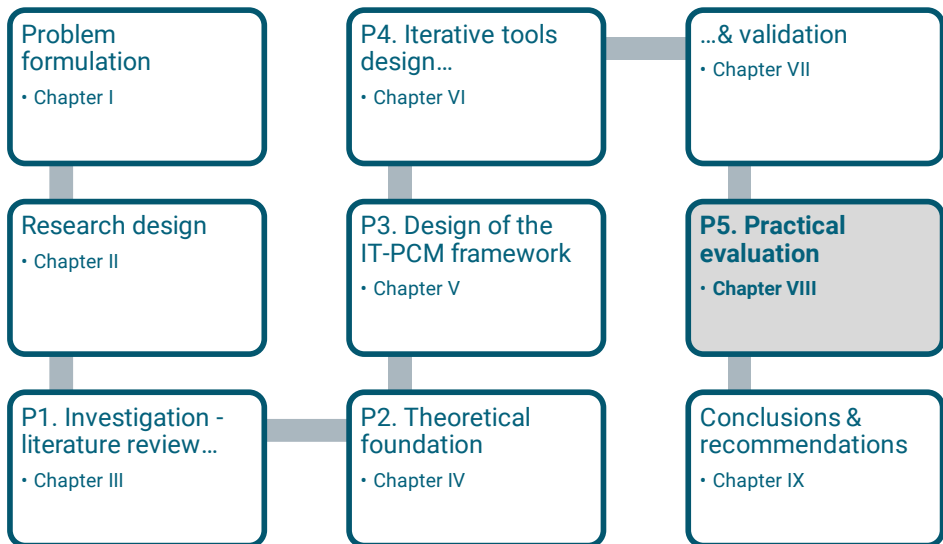 Problem
formulation
• Chapter I
Research design
• Chapter II
P1. Investigation -
literature review…
• Chapter III
P2. Theoretical
foundation
• Chapter IV
P3. Design of the
IT-PCM framework
• Chapter V
P4. Iterative tools
design…
• Chapter VI
…& validation
• Chapter VII
P5. Practical
evaluation
• Chapter VIII
Conclusions &
recommendations
• Chapter IX